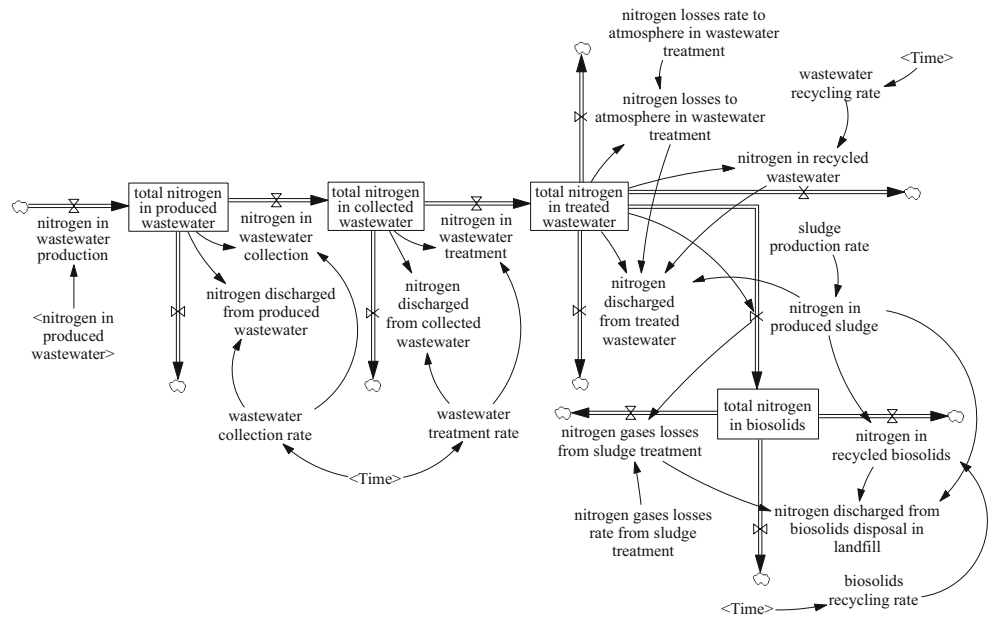 nitrogen losses rate to
atmosphere in wastewater
treatment
<Time>
wastewater
recycling rate
nitrogen losses to
atmosphere in wastewater
treatment
nitrogen in recycled
wastewater
total nitrogen
in produced
wastewater
total nitrogen
in collected
wastewater
total nitrogen
in treated
wastewater
nitrogen in
wastewater
production
nitrogen in
wastewater
collection
nitrogen in
wastewater
treatment
sludge
production rate
nitrogen discharged
from produced
wastewater
nitrogen
discharged
from collected
wastewater
nitrogen
discharged
from treated
wastewater
nitrogen in
produced sludge
<nitrogen in
produced
wastewater>
wastewater
collection rate
wastewater
treatment rate
<Time>
total nitrogen
in biosolids
nitrogen gases losses
from sludge treatment
nitrogen in
recycled biosolids
nitrogen gases losses
rate from sludge
treatment
nitrogen discharged from
biosolids disposal in
landfill
biosolids
recycling rate
<Time>